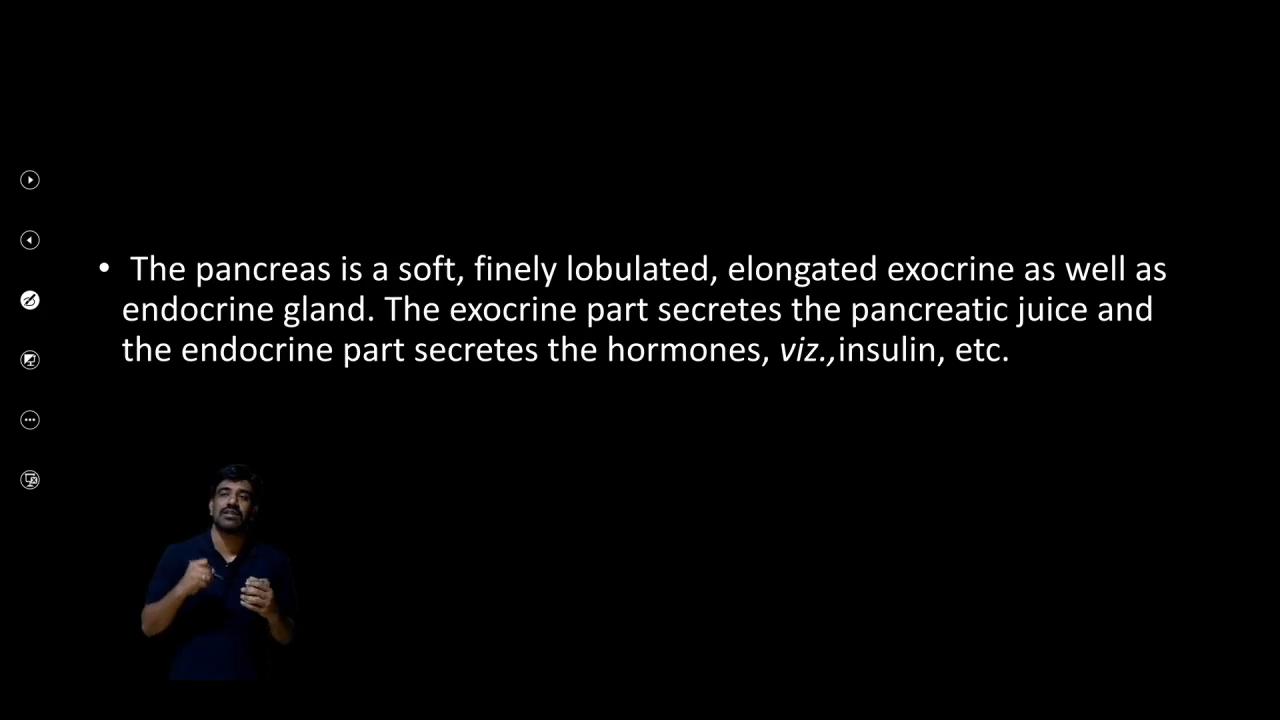 • The pancreas is a soft, finely lobulated, elongated exocrine as well as
endocrine gland. The exocrine part secretes the pancreatic juice and
the endocrine part secretes the hormones, viz.,insulin, etc.